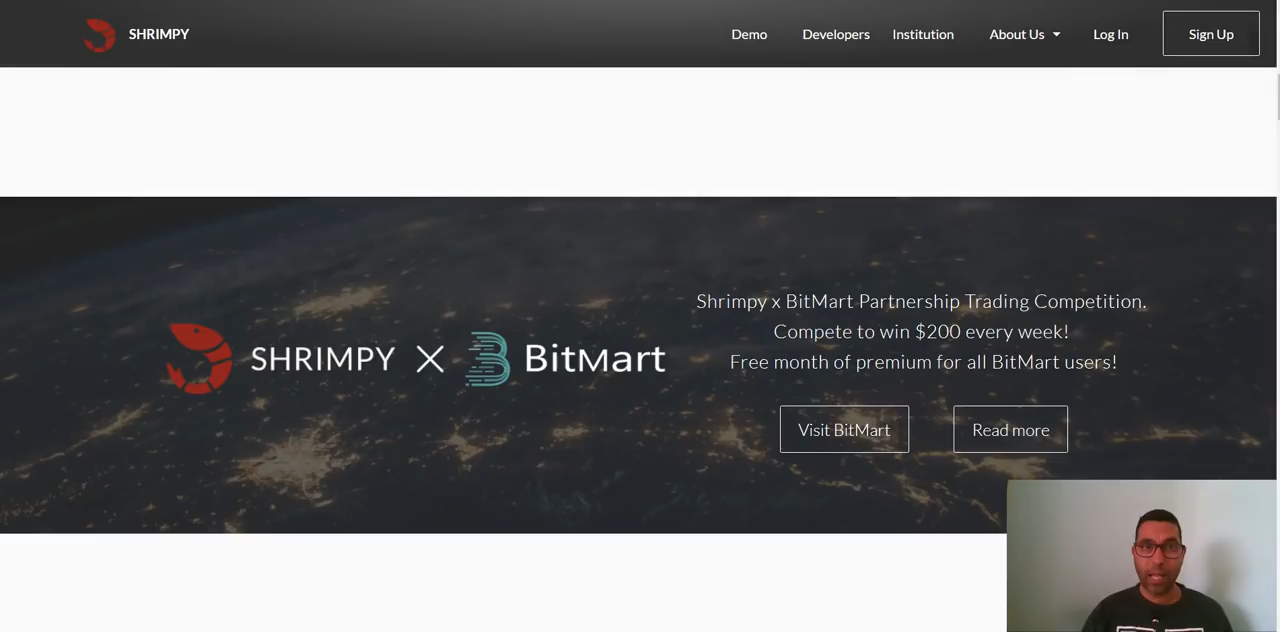 SHRIMPY
Demo
Developers
Institution
About Us
Log In
Sign Up
SHRIMPY X BitMart
Shrimpy x BitMart Partnership Trading Competition.
Compete to win $200 every week!
Free month of premium for all BitMart users!
Visit BitMart
Read more